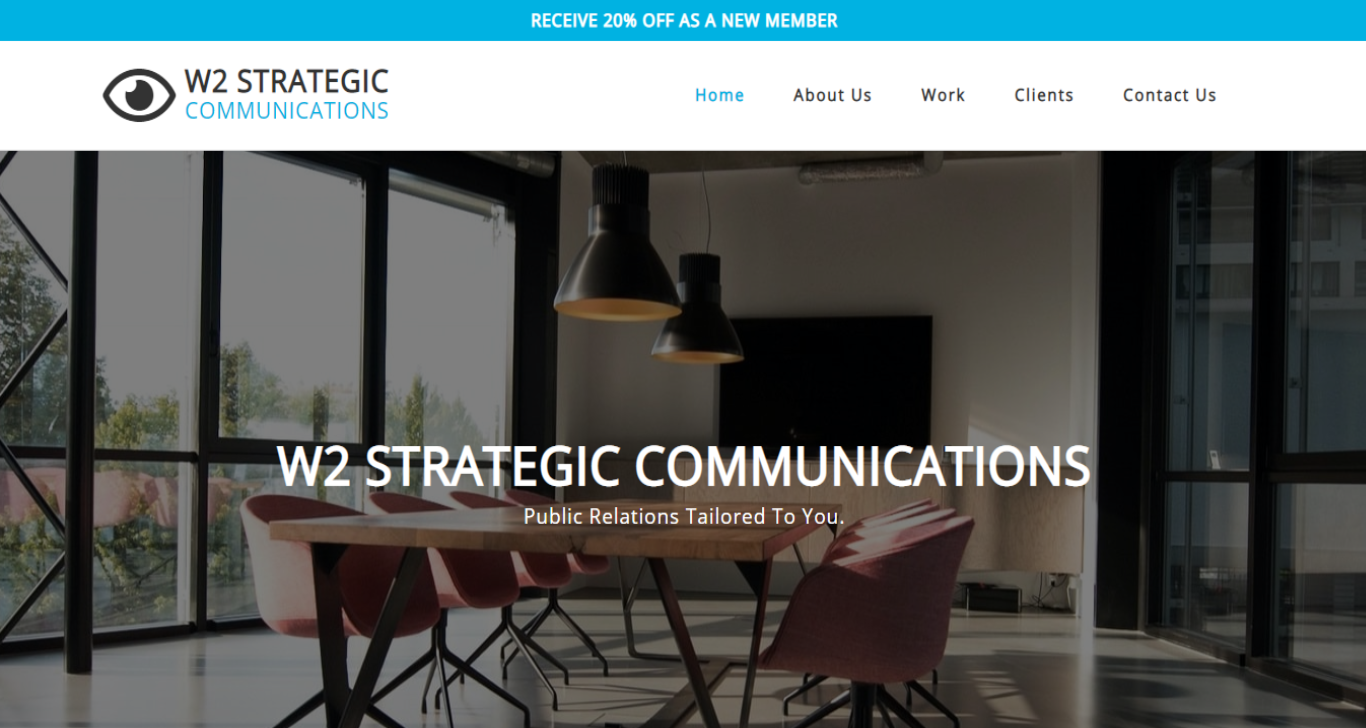 RECEIVE 20% OFF AS A NEW MEMBER
W2 STRATEGIC
COMMUNICATIONS
Home About Us Work Clients Contact Us
W2 STRATEGIC COMMUNICATIONS
Public Relations Tailored To You.